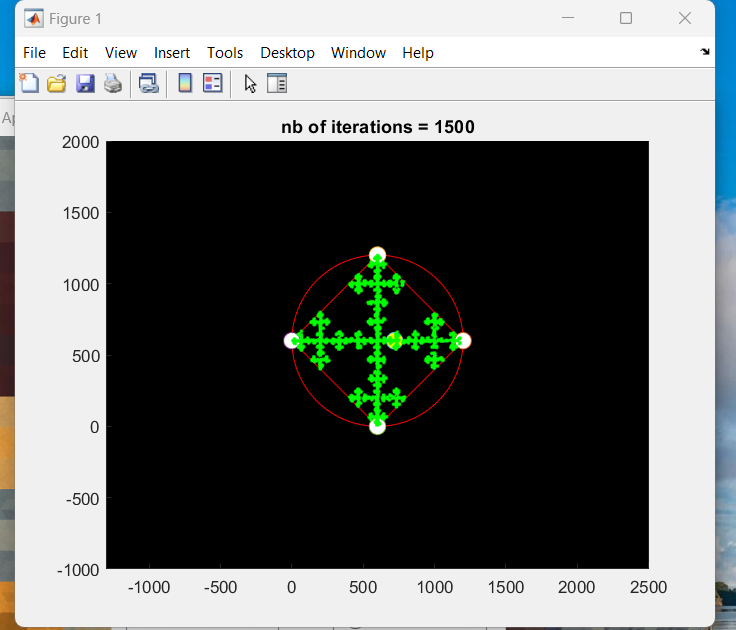 Figure 1
File Edit View Insert Tools Desktop Window Help
Ap
nb of iterations = 1500
2000
1500
1000
500
0
-500
-1000
-1000 -500 0 500 1000 1500 2000 2500